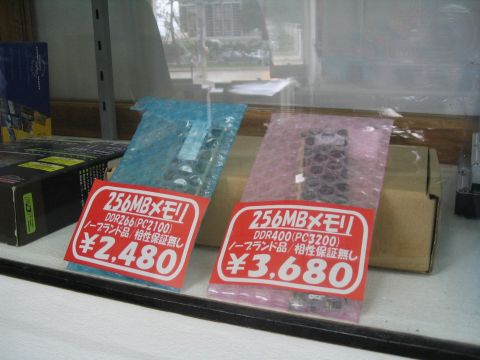 256MBメモリ
DDR266(PC2100)
ノーブランド品/相性保証無し
¥2,480
256MBメモリ
DDR400(PC3200)
ノーブランド品/相性保証無し
¥3,680